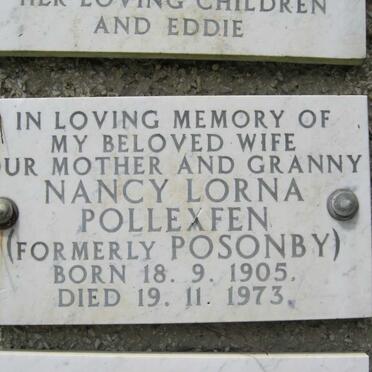 HER LOVING CHILDREN
AND EDDIE
IN LOVING MEMORY OF
MY BELOVED WIFE
OUR MOTHER AND GRANNY
NANCY LORNA
POLLEXFEN
(FORMERLY POSONBY)
BORN 18. 9. 1905.
DIED 19. 11. 1973.